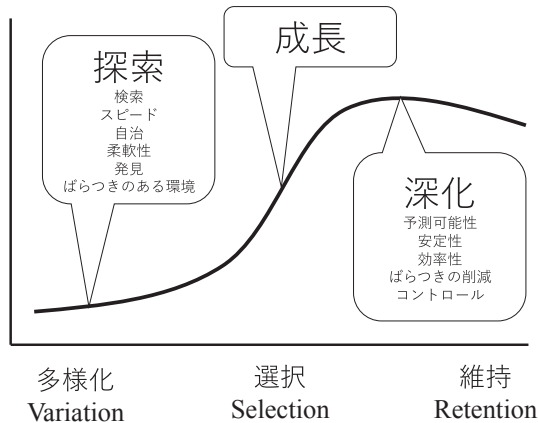 探索
検索
スピード
自治
柔軟性
発見
ばらつきのある環境
成長
深化
予測可能性
安定性
効率性
ばらつきの削減
コントロール
多様化
Variation
選択
Selection
維持
Retention